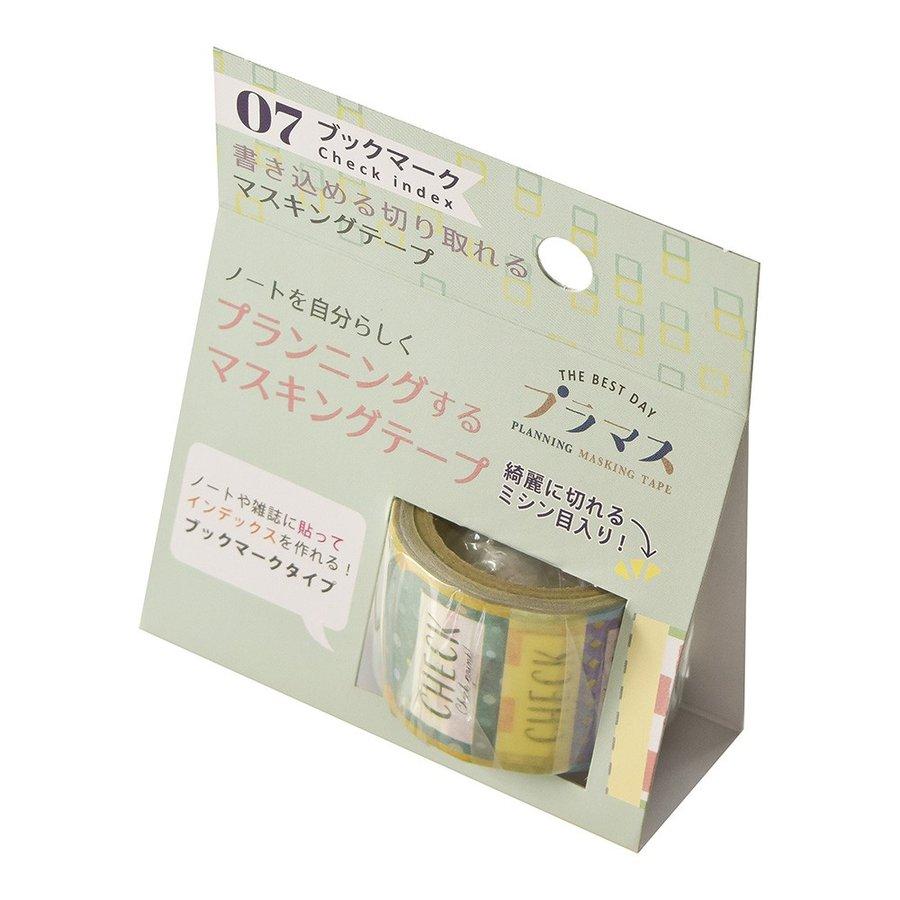 07 ブックマーク
Check index
書き込める切り取れる
マスキングテープ
ノートを自分らしく
プランニングする
マスキングテープ
THE BEST DAY
プラマス
PLANNING MASKING TAPE
綺麗に切れる
ミシン目入り!
ノートや雑誌に貼って
インデックスを作れる!
ブックマークタイプ
CHECK
Check point!
CHECK